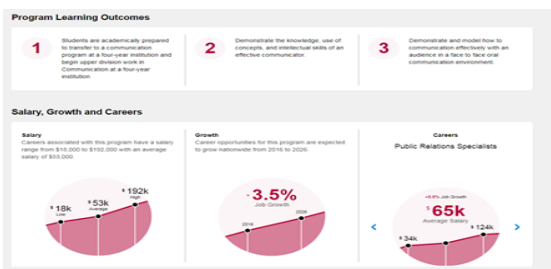 Program Learning Outcomes
1
Students are academically prepared
to transfer to a communication
program at a four-year institution and
begin upper division work in
Communication at a four-year
institution
2
Demonstrate the knowledge, use of
concepts, and intellectual skills of an
effective communicator.
3
Demonstrate and model how to
communication effectively with an
audience in a face to face oral
communication environment.
Salary, Growth and Careers
Salary
Careers associated with this program have a salary
range from $18,000 to $192,000 with an average
salary of $53,000.
$18k
Low
$53k
Average
$192k
High
Growth
Career opportunities for this program are expected
to grow nationwide from 2016 to 2026.
-3.5%
Job Growth
2016
2026
Careers
Public Relations Specialists
Job Growth
$65k
Average Salary
$34k
$124k